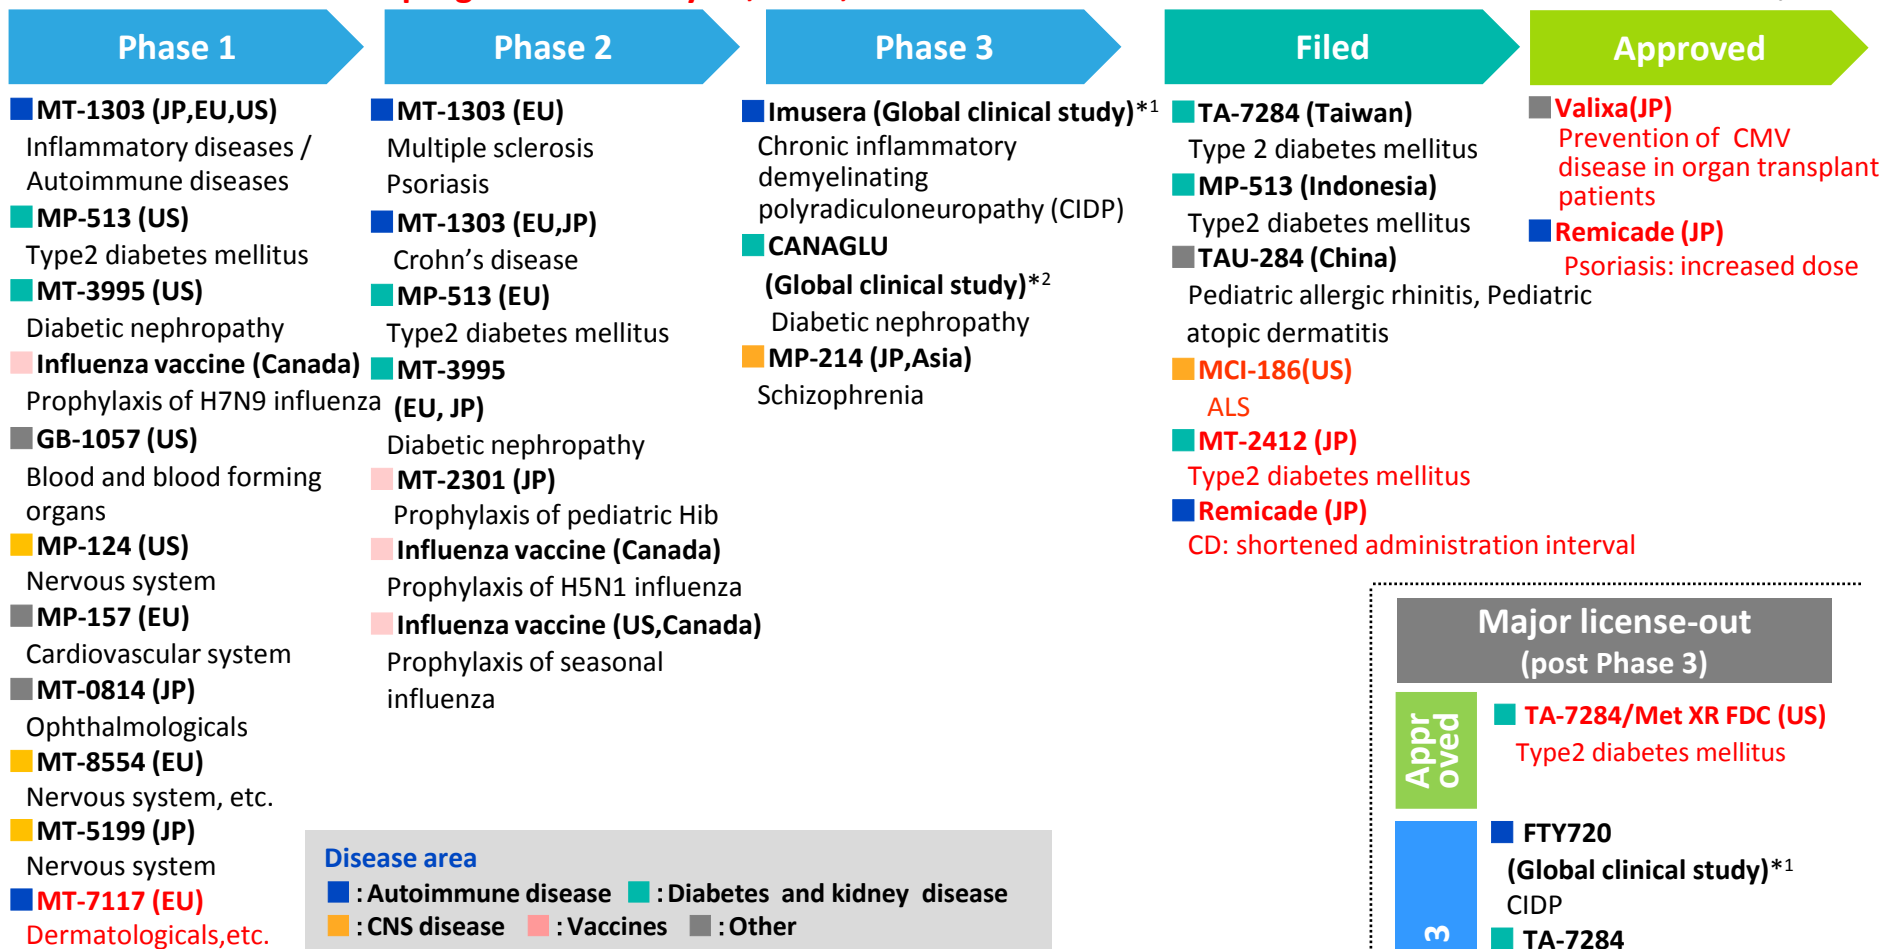 Phase 1
MT-1303 (JP,EU,US)
Inflammatory diseases /
Autoimmune diseases
MP-513 (US)
Type2 diabetes mellitus
MT-3995 (US)
Diabetic nephropathy
Influenza vaccine (Canada)
Prophylaxis of H7N9 influenza
GB-1057 (US)
Blood and blood forming
organs
MP-124 (US)
Nervous system
MP-157 (EU)
Cardiovascular system
MT-0814 (JP)
Ophthalmologicals
MT-8554 (EU)
Nervous system, etc.
MT-5199 (JP)
Nervous system
MT-7117 (EU)
Dermatologicals,etc.
Phase 2
MT-1303 (EU)
Multiple sclerosis
Psoriasis
MT-1303 (EU,JP)
Crohn’s disease
MP-513 (EU)
Type2 diabetes mellitus
MT-3995
(EU, JP)
Diabetic nephropathy
MT-2301 (JP)
Prophylaxis of pediatric Hib
Influenza vaccine (Canada)
Prophylaxis of H5N1 influenza
Influenza vaccine (US,Canada)
Prophylaxis of seasonal
influenza
Phase 3
Imusera (Global clinical study)*1
Chronic inflammatory
demyelinating
polyradiculoneuropathy (CIDP)
CANAGLU
(Global clinical study)*2
Diabetic nephropathy
MP-214 (JP,Asia)
Schizophrenia
Filed
TA-7284 (Taiwan)
Type 2 diabetes mellitus
MP-513 (Indonesia)
Type2 diabetes mellitus
TAU-284 (China)
Pediatric allergic rhinitis, Pediatric
atopic dermatitis
MCI-186(US)
ALS
MT-2412 (JP)
Type2 diabetes mellitus
Remicade (JP)
CD: shortened administration interval
Approved
Valixa(JP)
Prevention of CMV
disease in organ transplant
patients
Remicade (JP)
Psoriasis: increased dose
Major license-out
(post Phase 3)
Appr
oved
TA-7284/Met XR FDC (US)
Type2 diabetes mellitus
3
FTY720
(Global clinical study)*1
CIDP
TA-7284
Disease area
: Autoimmune disease : Diabetes and kidney disease
: CNS disease : Vaccines : Other